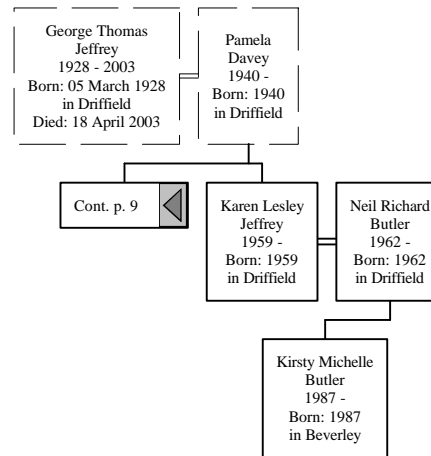 George Thomas
Jeffrey
1928 - 2003
Born: 05 March 1928
in Driffield
Died: 18 April 2003
Pamela
Davey
1940 -
Born: 1940
in Driffield
Cont. p. 9
Karen Lesley
Jeffrey
1959 -
Born: 1959
in Driffield
Neil Richard
Butler
1962 -
Born: 1962
in Driffield
Kirsty Michelle
Butler
1987 -
Born: 1987
in Beverley